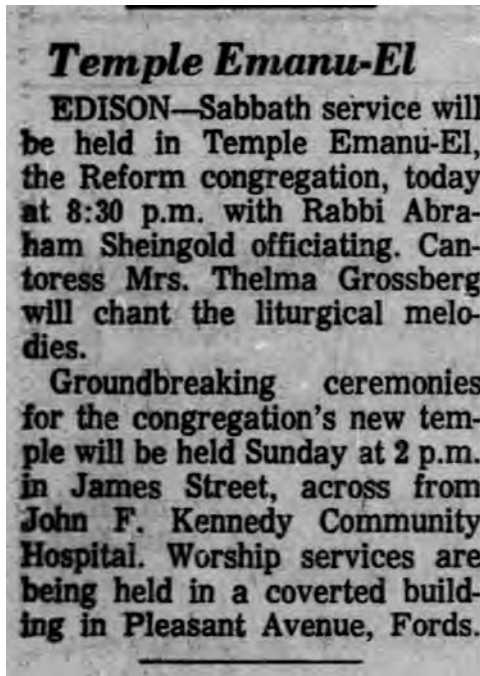 Temple Emanu-El
EDISON—Sabbath service will
be held in Temple Emanu-El,
the Reform congregation, today
at 8:30 p.m. with Rabbi Abra-
ham Sheingold officiating. Can-
toress Mrs. Thelma Grossberg
will chant the liturgical melo-
dies.
Groundbreaking ceremonies
for the congregation's new tem-
ple will be held Sunday at 2 p.m.
in James Street, across from
John F. Kennedy Community
Hospital. Worship services are
being held in a coverted build-
ing in Pleasant Avenue, Fords.